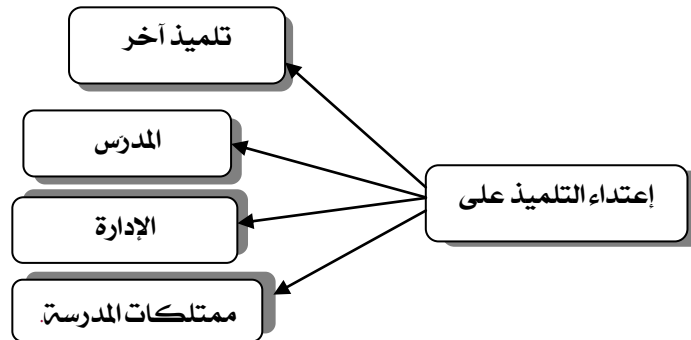 تلميذ آخر
المدرس
إعتداء التلميذ على
الإدارة
ممتلكات المدرسة.